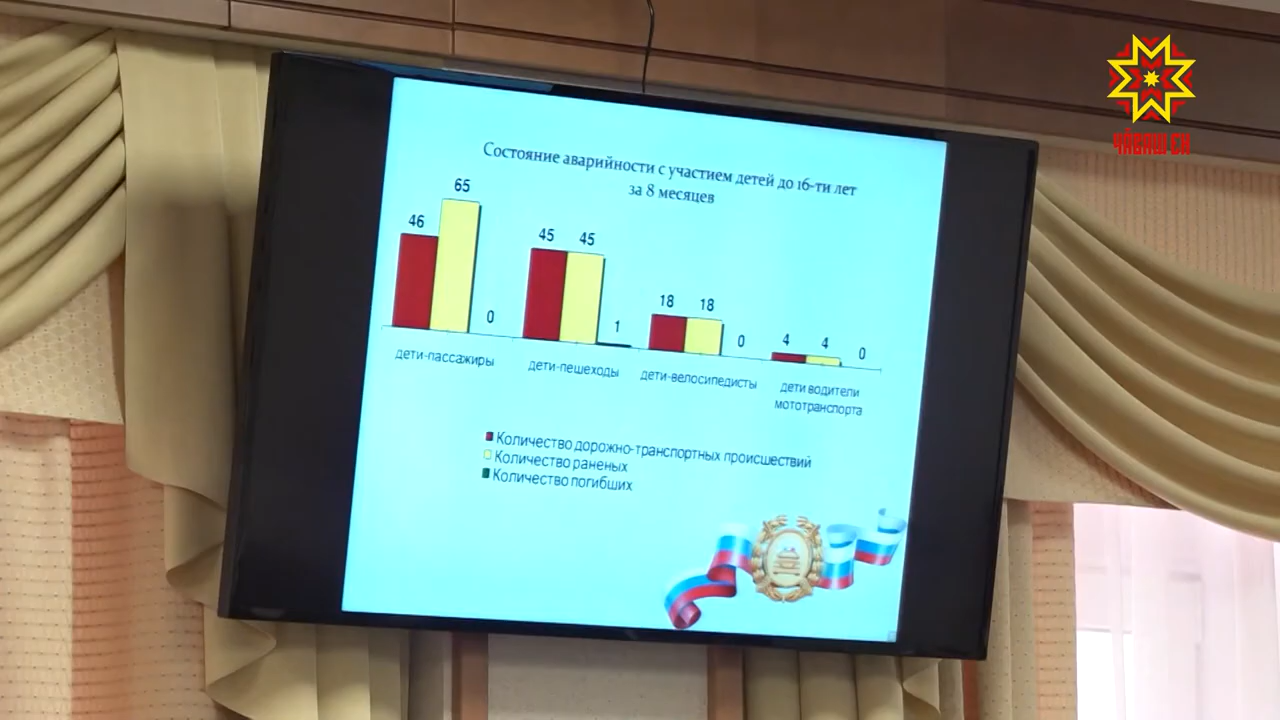 ЧӐВАШ ЕН
Состояние аварийности с участием детей до 16-ти лет
за 8 месяцев
46
65
0
45
45
1
18
18
0
4
4
0
дети-пассажиры
дети-пешеходы
дети-велосипедисты
дети водители
мототранспорта
Количество дорожно-транспортных происшествий
Количество раненых
Количество погибших